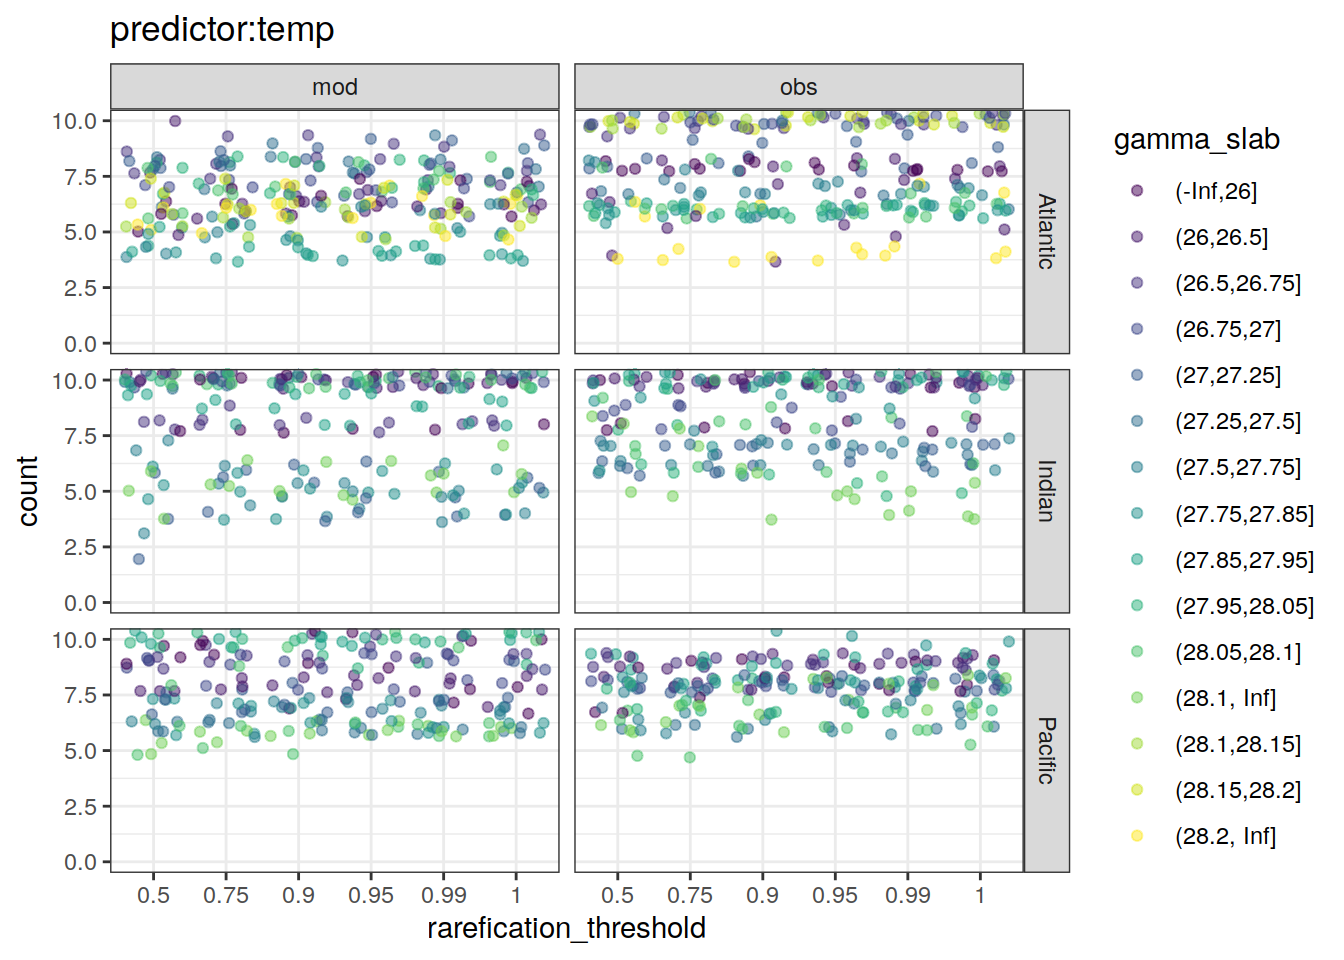 predictor:temp
mod
obs
10.0
7.5
5.0
2.5
0.0
Atlantic
10.0
7.5
5.0
2.5
0.0
Indian
10.0
7.5
5.0
2.5
0.0
Pacific
count
0.5 0.75 0.9 0.95 0.99 1
0.5 0.75 0.9 0.95 0.99 1
rarefication_threshold
gamma_slab
(-Inf,26]
(26,26.5]
(26.5,26.75]
(26.75,27]
(27,27.25]
(27.25,27.5]
(27.5,27.75]
(27.75,27.85]
(27.85,27.95]
(27.95,28.05]
(28.05,28.1]
(28.1, Inf]
(28.1,28.15]
(28.15,28.2]
(28.2, Inf]